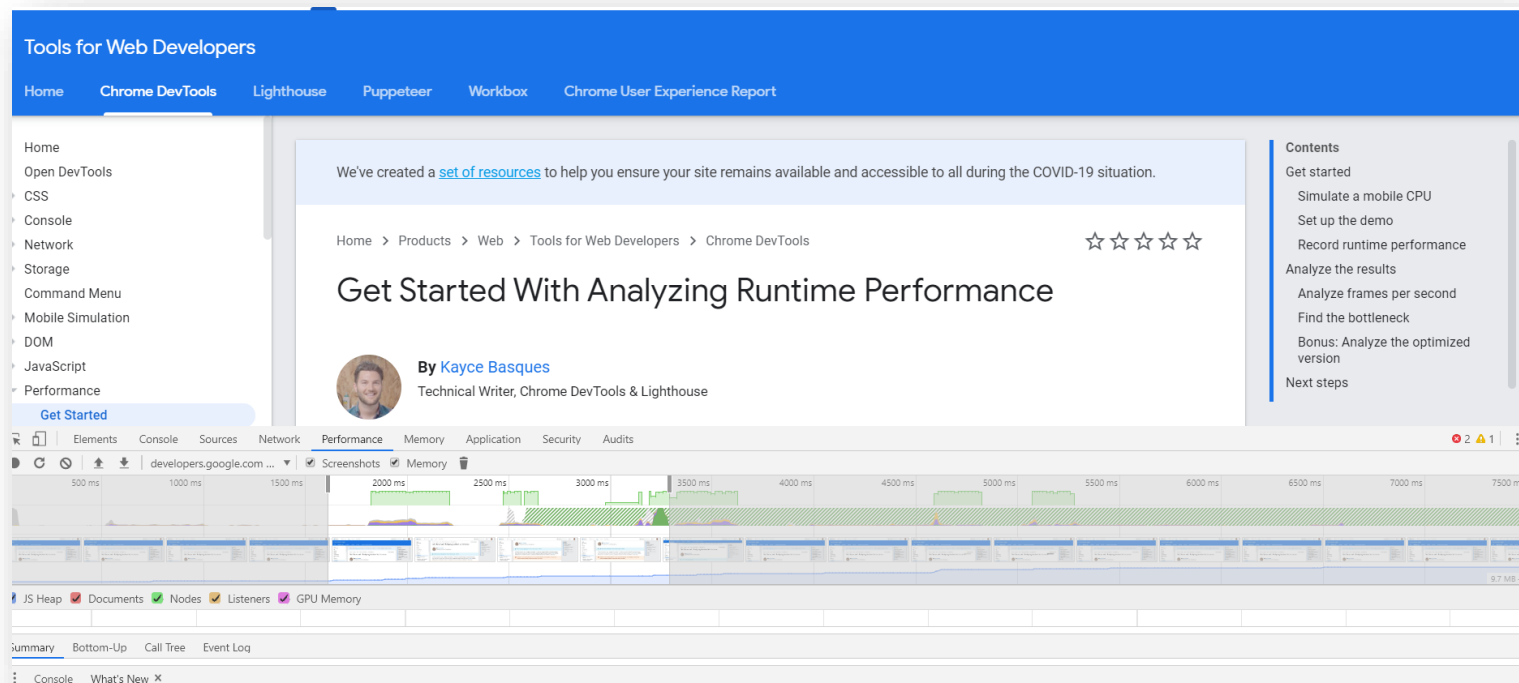 Tools for Web Developers
Home Chrome DevTools Lighthouse Puppeteer Workbox Chrome User Experience Report
Home
Open DevTools
CSS
Console
Network
Storage
Command Menu
Mobile Simulation
DOM
JavaScript
Performance
Get Started
We've created a set of resources to help you ensure your site remains available and accessible to all during the COVID-19 situation.
Home > Products > Web > Tools for Web Developers > Chrome DevTools
Get Started With Analyzing Runtime Performance
By Kayce Basques
Technical Writer, Chrome DevTools & Lighthouse
Contents
Get started
Simulate a mobile CPU
Set up the demo
Record runtime performance
Analyze the results
Analyze frames per second
Find the bottleneck
Bonus: Analyze the optimized
version
Next steps
Elements Console Sources Network Performance Memory Application Security Audits 2 1
developers.google.com ... Screenshots Memory
500 ms 1000 ms 1500 ms 2000 ms 2500 ms 3000 ms 3500 ms 4000 ms 4500 ms 5000 ms 5500 ms 6000 ms 6500 ms 7000 ms 7500 m
9.7 MB
JS Heap Documents Nodes Listeners GPU Memory
Summary Bottom-Up Call Tree Event Log
Console What's New ×